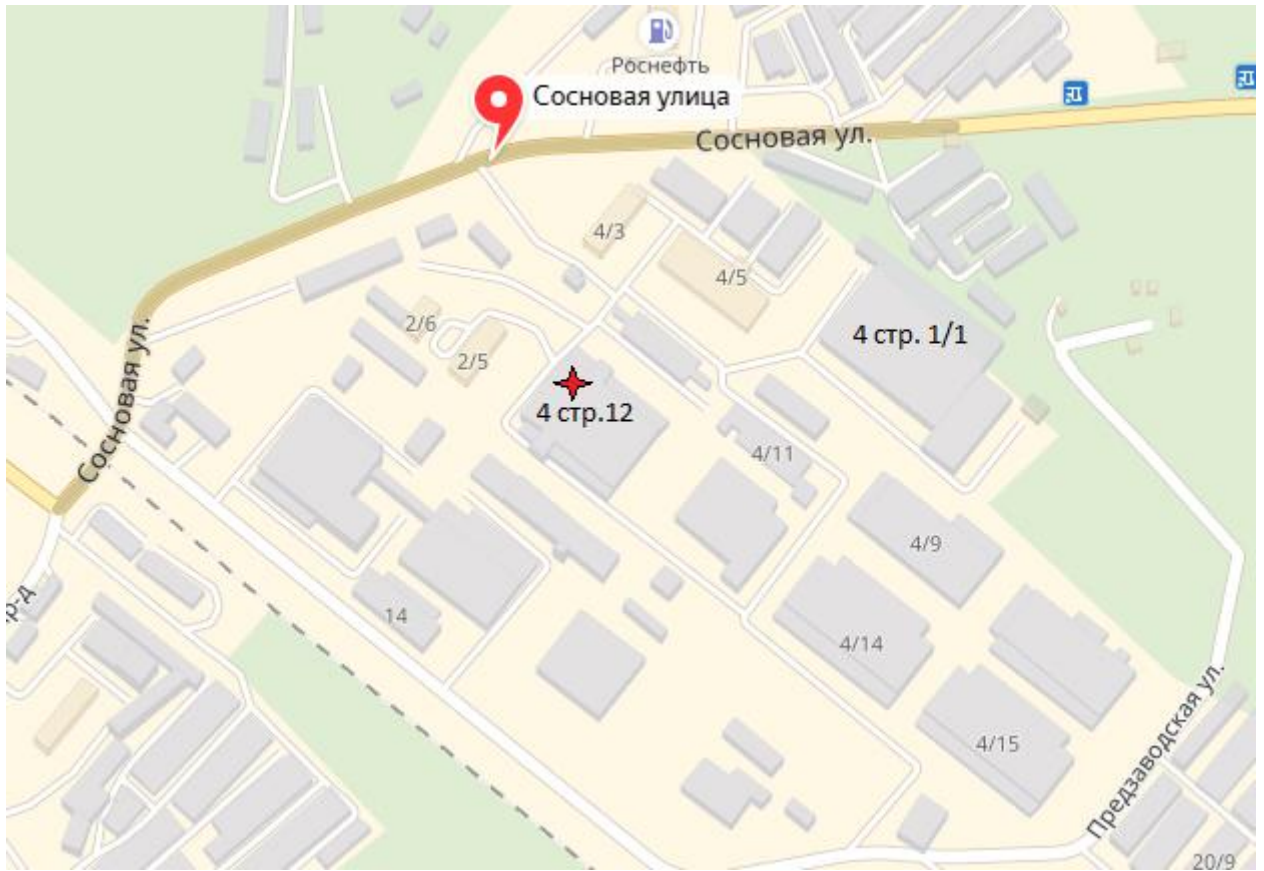 Роснефть
Сосновая улица
Сосновая ул.
4/3
4/5
2/6
4 стр. 1/1
2/5
Сосновая ул.
4 стр.12
4/11
4/9
р-д
14
4/14
4/15
Предзаводская ул.
20/9